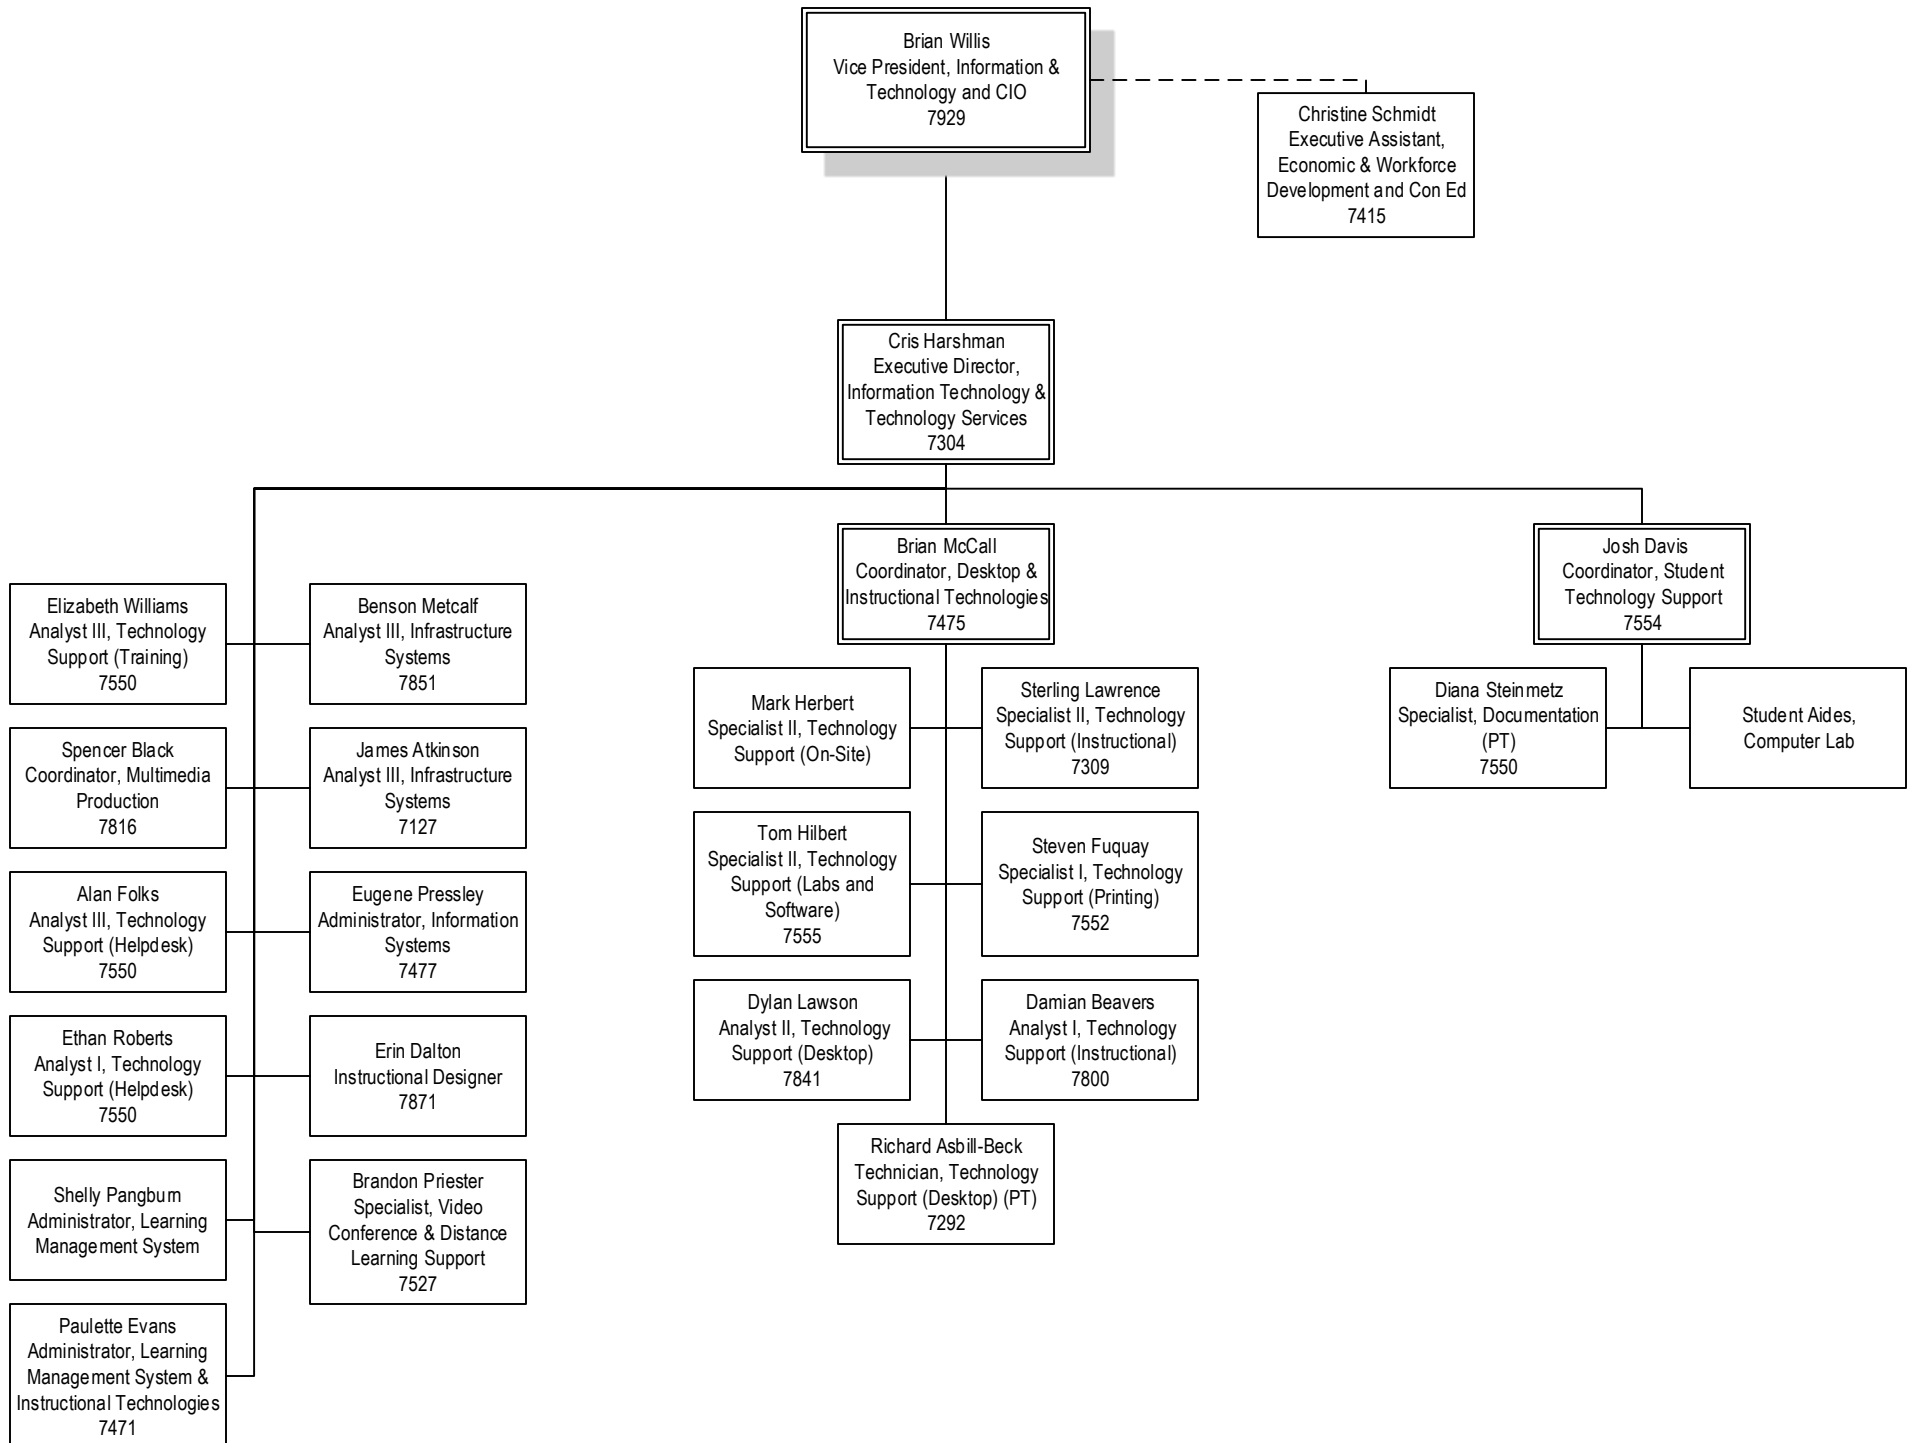 Brian Willis
Vice President, Information &
Technology and CIO
7929
Christine Schmidt
Executive Assistant,
Economic & Workforce
Development and Con Ed
7415
Cris Harshman
Executive Director,
Information Technology &
Technology Services
7304
Brian McCall
Coordinator, Desktop &
Instructional Technologies
7475
Josh Davis
Coordinator, Student
Technology Support
7554
Elizabeth Williams
Analyst III, Technology
Support (Training)
7550
Benson Metcalf
Analyst III, Infrastructure
Systems
7851
Spencer Black
Coordinator, Multimedia
Production
7816
James Atkinson
Analyst III, Infrastructure
Systems
7127
Alan Folks
Analyst III, Technology
Support (Helpdesk)
7550
Eugene Pressley
Administrator, Information
Systems
7477
Ethan Roberts
Analyst I, Technology
Support (Helpdesk)
7550
Erin Dalton
Instructional Designer
7871
Shelly Pangburn
Administrator, Learning
Management System
Brandon Priester
Specialist, Video
Conference & Distance
Learning Support
7527
Paulette Evans
Administrator, Learning
Management System &
Instructional Technologies
7471
Mark Herbert
Specialist II, Technology
Support (On-Site)
Sterling Lawrence
Specialist II, Technology
Support (Instructional)
7309
Tom Hilbert
Specialist II, Technology
Support (Labs and
Software)
7555
Steven Fuquay
Specialist I, Technology
Support (Printing)
7552
Dylan Lawson
Analyst II, Technology
Support (Desktop)
7841
Damian Beavers
Analyst I, Technology
Support (Instructional)
7800
Richard Asbill-Beck
Technician, Technology
Support (Desktop) (PT)
7292
Diana Steinmetz
Specialist, Documentation
(PT)
7550
Student Aides,
Computer Lab